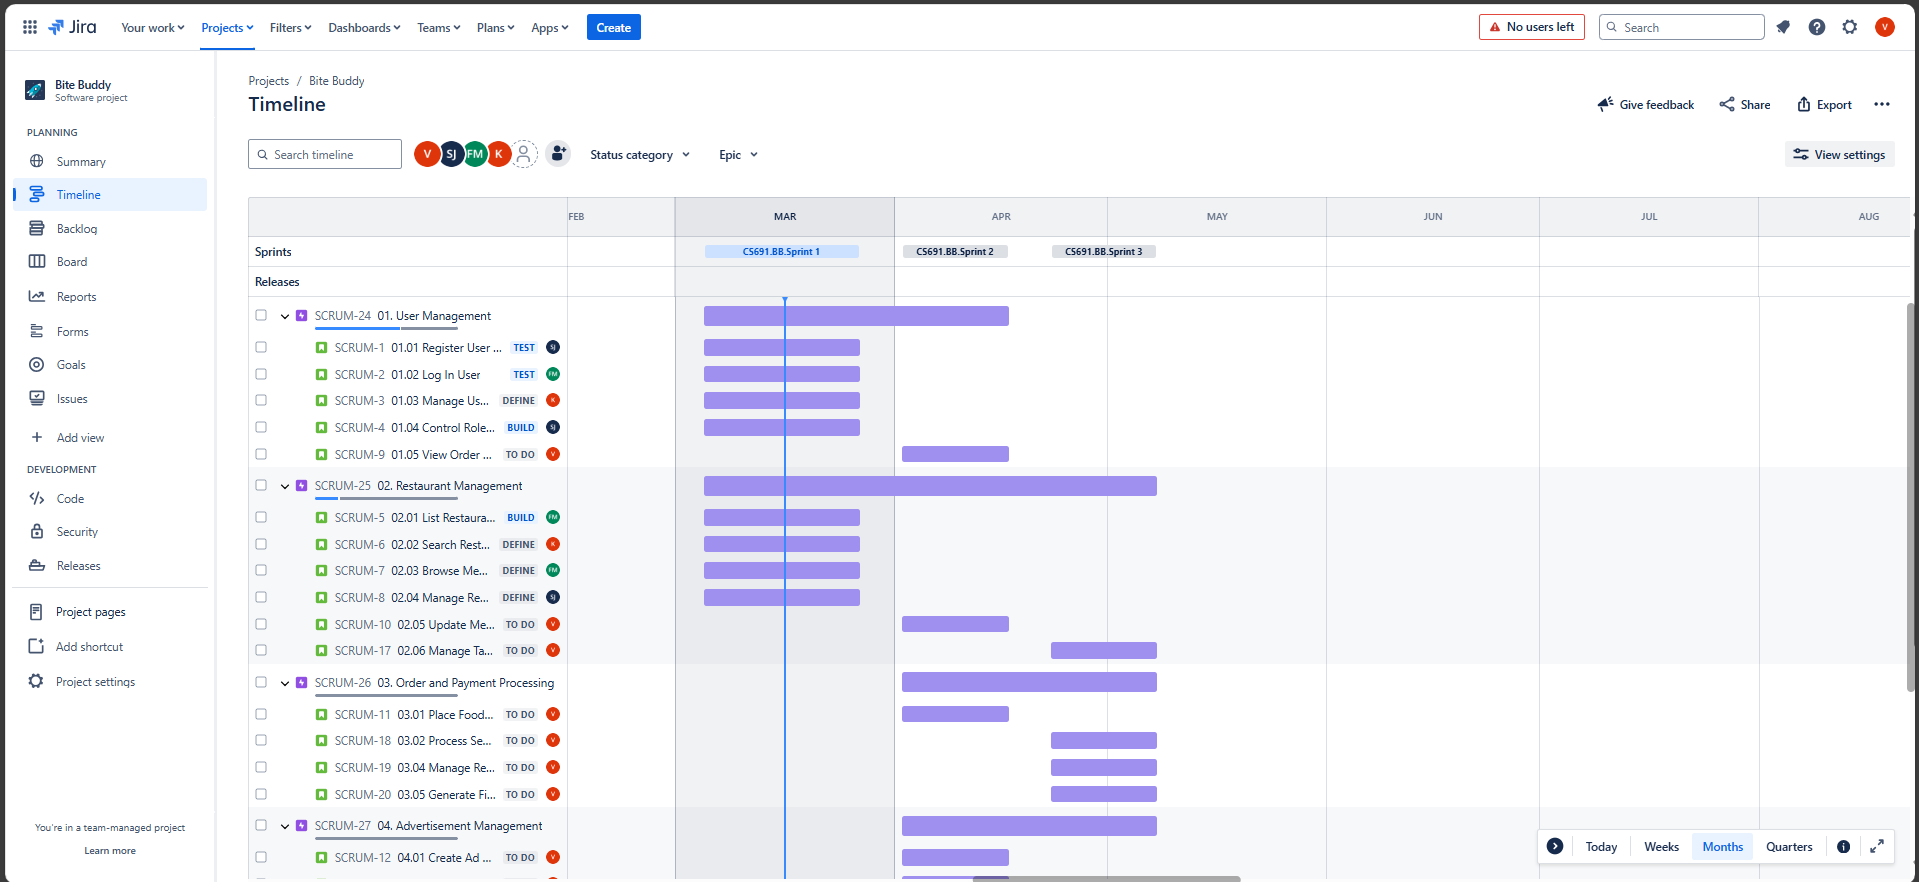 Jira Your work Projects Filters Dashboards Teams Plans Apps Create No users left Search V
Bite Buddy
Software project
PLANNING
Summary
Timeline
Backlog
Board
Reports
Forms
Goals
Issues
Add view
DEVELOPMENT
Code
Security
Releases
Project pages
Add shortcut
Project settings
You're in a team-managed project
Learn more
Projects / Bite Buddy
Timeline
Give feedback Share Export
Search timeline V SJ FM K Status category Epic View settings
FEB MAR APR MAY JUN JUL AUG
Sprints CS691.BB.Sprint 1 CS691.BB.Sprint 2 CS691.BB.Sprint 3
Releases
SCRUM-24 01. User Management
SCRUM-1 01.01 Register User ... TEST SJ
SCRUM-2 01.02 Log In User TEST FM
SCRUM-3 01.03 Manage Us... DEFINE K
SCRUM-4 01.04 Control Role... BUILD SJ
SCRUM-9 01.05 View Order ... TO DO V
SCRUM-25 02. Restaurant Management
SCRUM-5 02.01 List Restaura... BUILD FM
SCRUM-6 02.02 Search Rest... DEFINE K
SCRUM-7 02.03 Browse Me... DEFINE FM
SCRUM-8 02.04 Manage Re... DEFINE SJ
SCRUM-10 02.05 Update Me... TO DO V
SCRUM-17 02.06 Manage Ta... TO DO V
SCRUM-26 03. Order and Payment Processing
SCRUM-11 03.01 Place Food... TO DO V
SCRUM-18 03.02 Process Se... TO DO V
SCRUM-19 03.04 Manage Re... TO DO V
SCRUM-20 03.05 Generate Fi... TO DO V
SCRUM-27 04. Advertisement Management
SCRUM-12 04.01 Create Ad ... TO DO V
Today Weeks Months Quarters